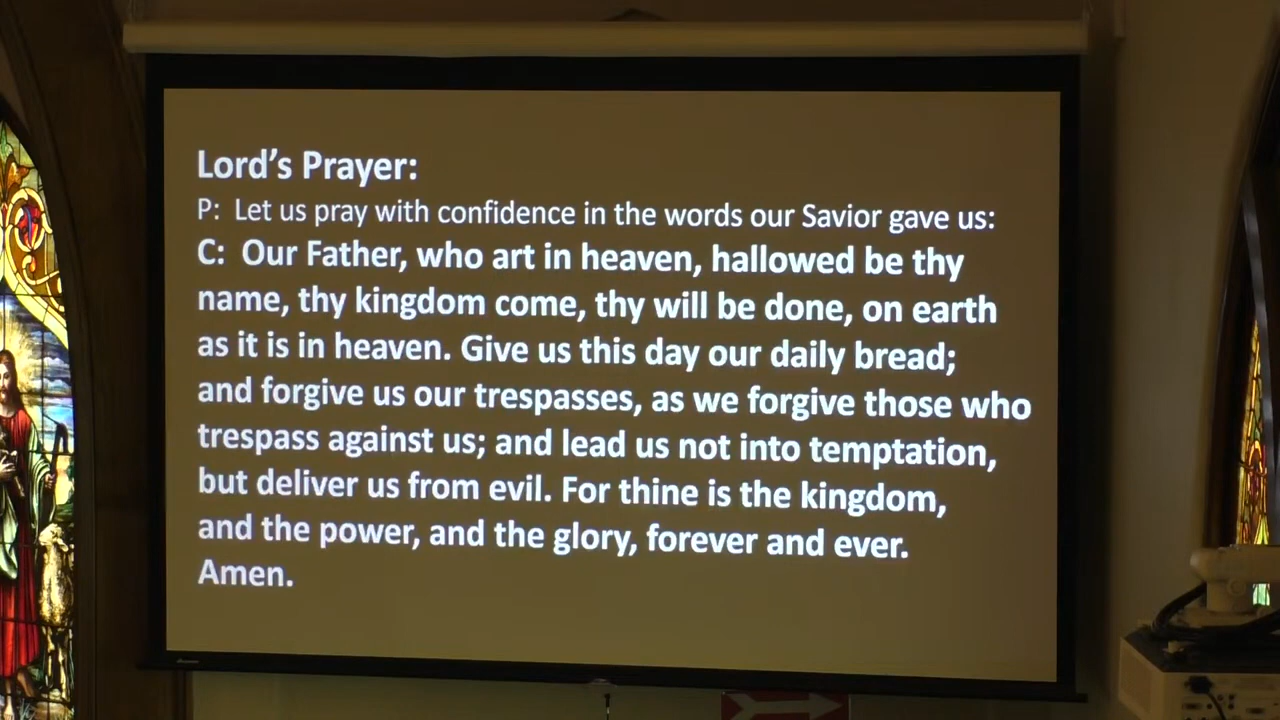 Lord’s Prayer:
P: Let us pray with confidence in the words our Savior gave us:
C: Our Father, who art in heaven, hallowed be thy
name, thy kingdom come, thy will be done, on earth
as it is in heaven. Give us this day our daily bread;
and forgive us our trespasses, as we forgive those who
trespass against us; and lead us not into temptation,
but deliver us from evil. For thine is the kingdom,
and the power, and the glory, forever and ever.
Amen.